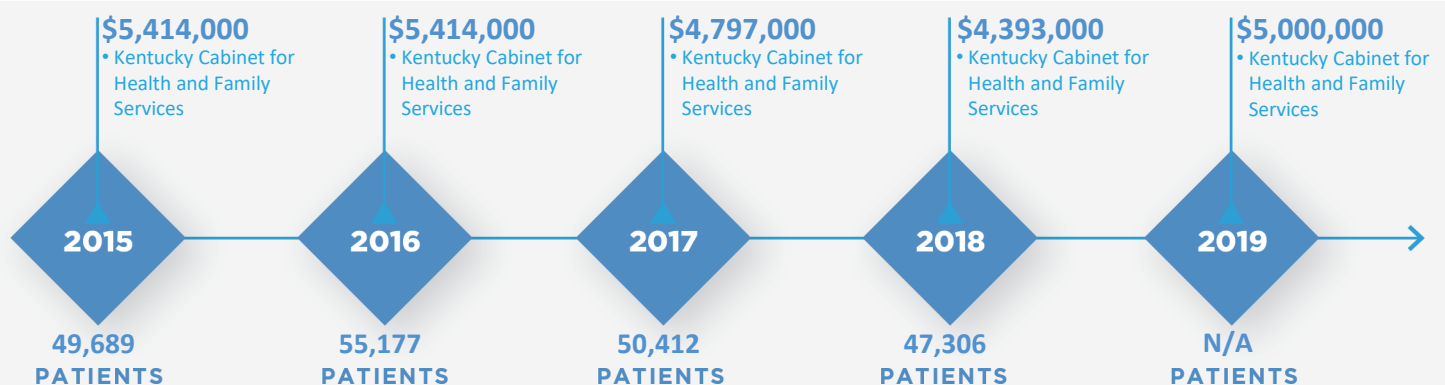 $5,414,000
• Kentucky Cabinet for
Health and Family
Services
2015
49,689
PATIENTS
$5,414,000
• Kentucky Cabinet for
Health and Family
Services
2016
55,177
PATIENTS
$4,797,000
• Kentucky Cabinet for
Health and Family
Services
2017
50,412
PATIENTS
$4,393,000
• Kentucky Cabinet for
Health and Family
Services
2018
47,306
PATIENTS
$5,000,000
• Kentucky Cabinet for
Health and Family
Services
2019
N/A
PATIENTS